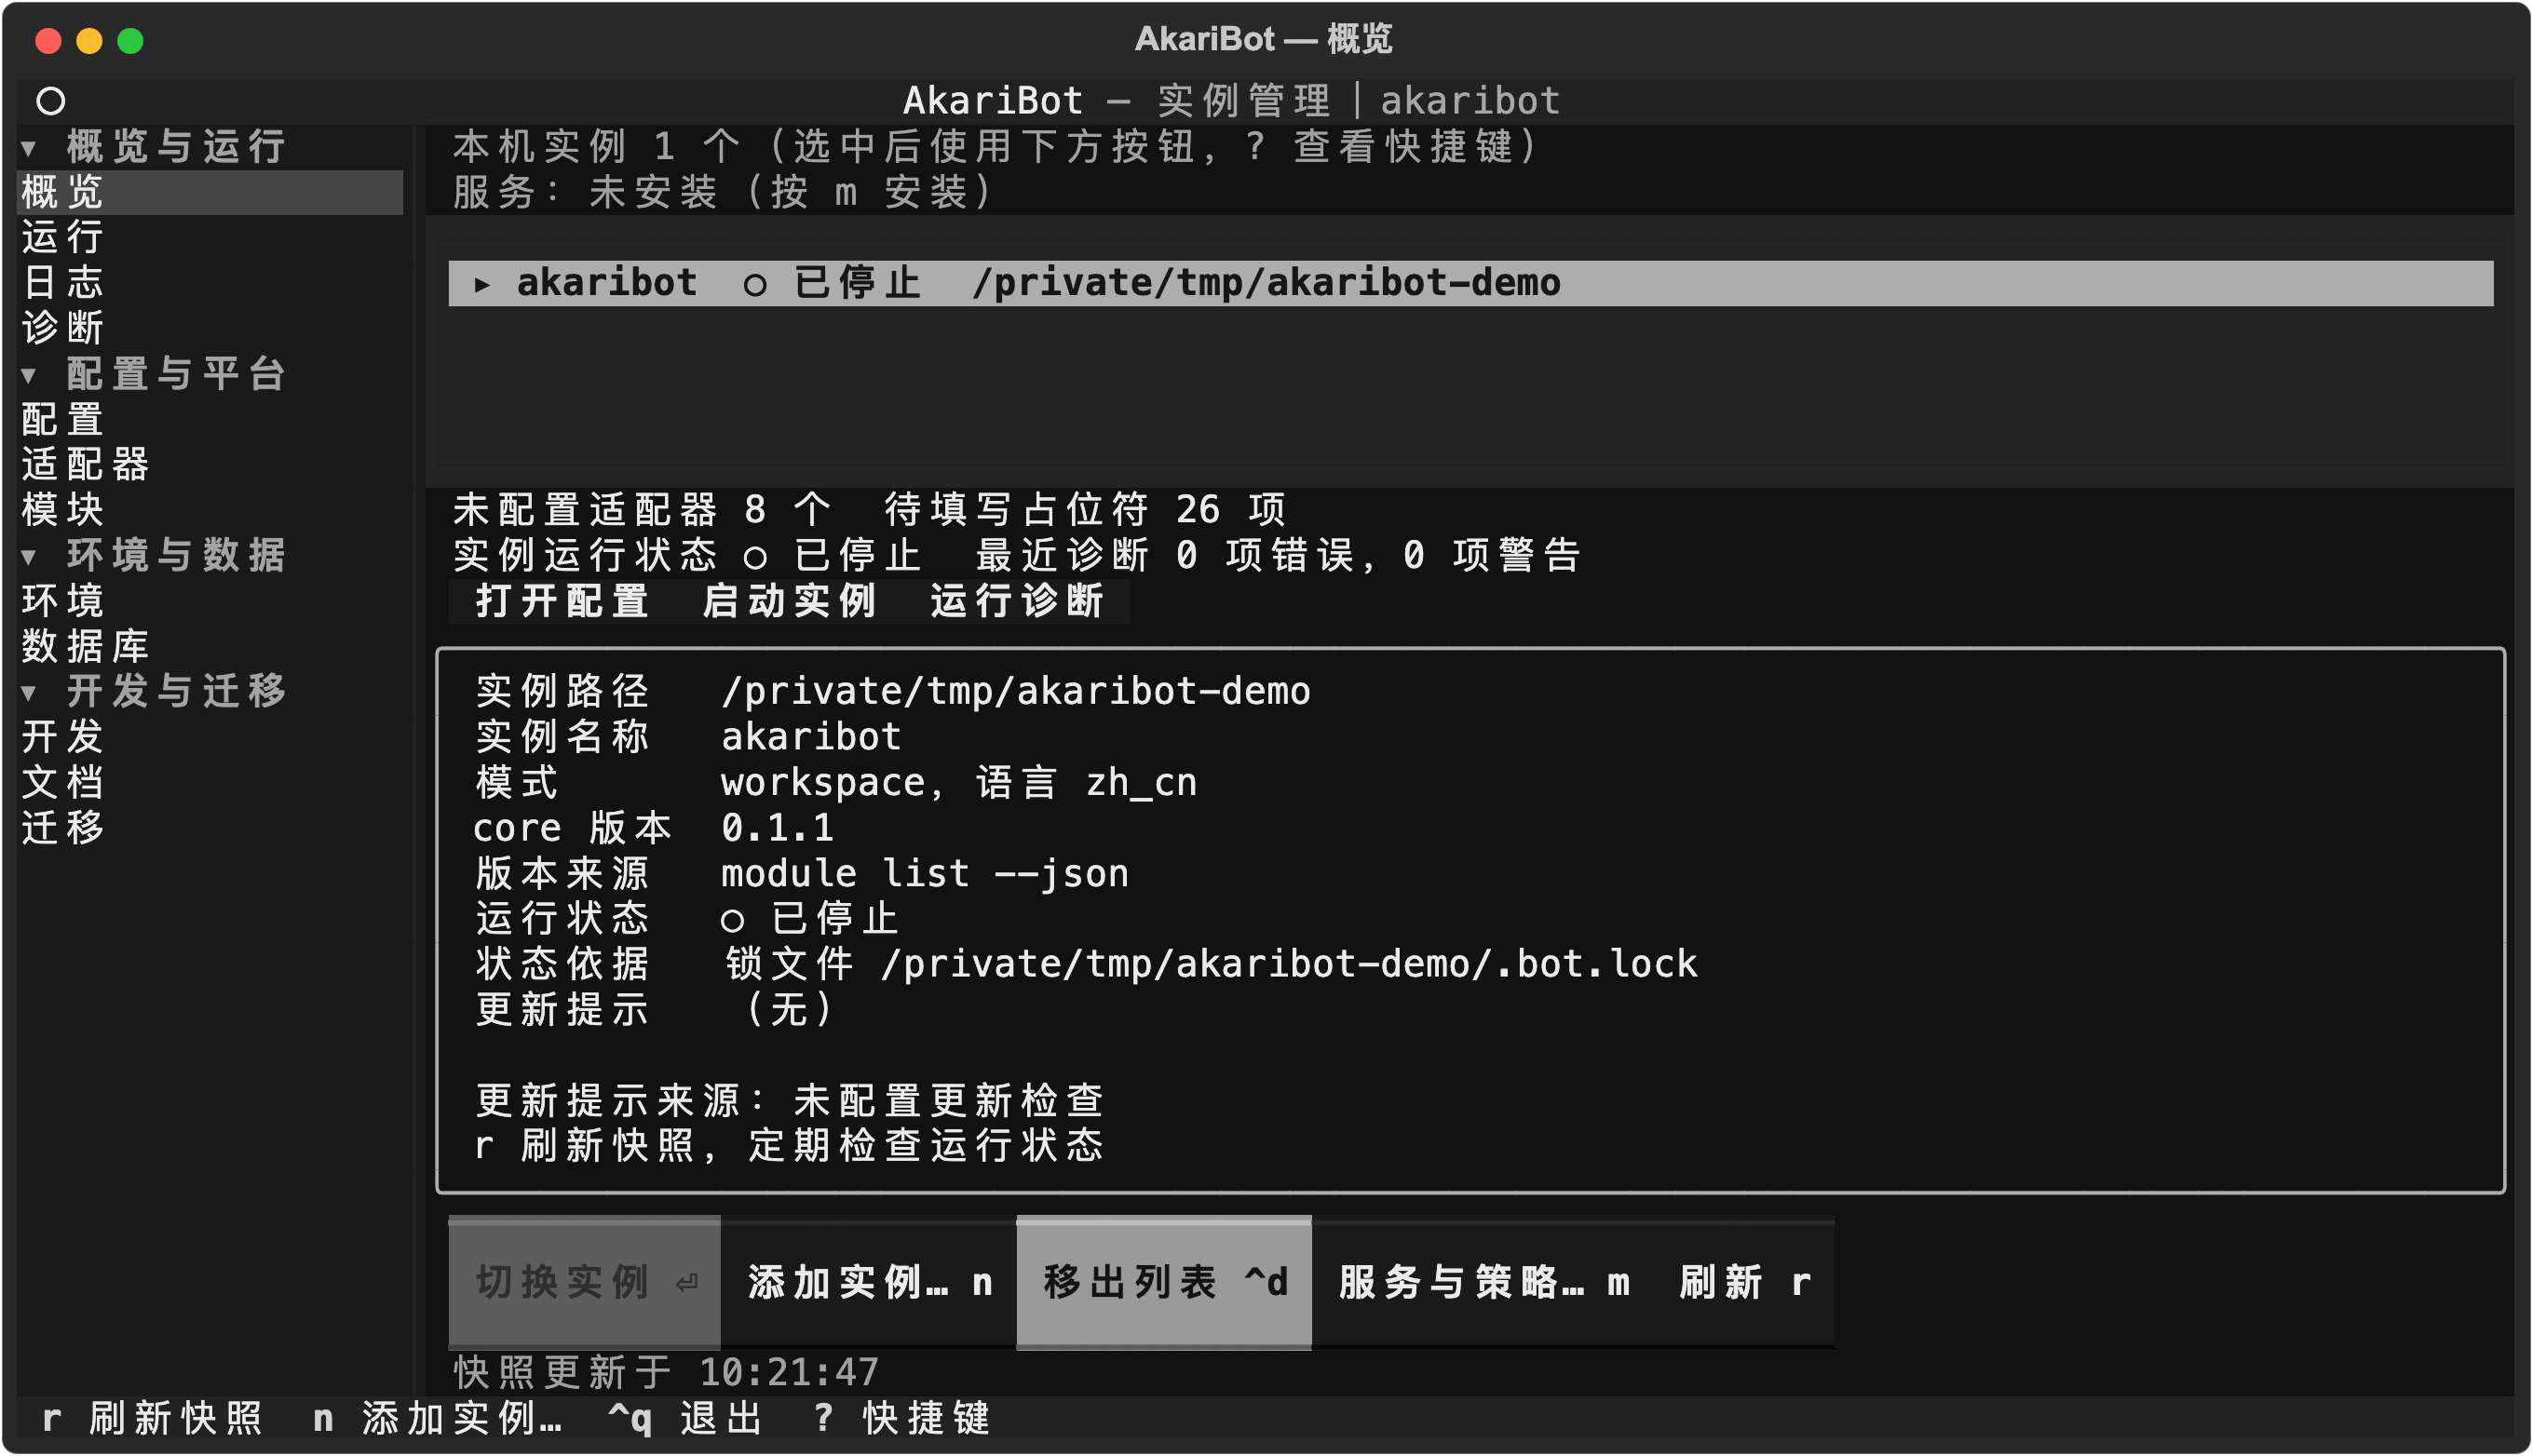 AkariBot — 概览
AkariBot — 实例管理 | akaribot
▼ 概览与运行
概览
运行
日志
诊断
▼ 配置与平台
配置
适配器
模块
▼ 环境与数据
环境
数据库
▼ 开发与迁移
开发
文档
迁移
本机实例 1 个 (选中后使用下方按钮, ? 查看快捷键)
服务: 未安装 (按 m 安装)
▸ akaribot ○ 已停止 /private/tmp/akaribot-demo
未配置适配器 8 个 待填写占位符 26 项
实例运行状态 ○ 已停止 最近诊断 0 项错误, 0 项警告
打开配置 启动实例 运行诊断
实例路径 /private/tmp/akaribot-demo
实例名称 akaribot
模式 workspace, 语言 zh_cn
core 版本 0.1.1
版本来源 module list --json
运行状态 ○ 已停止
状态依据 锁文件 /private/tmp/akaribot-demo/.bot.lock
更新提示 (无)
更新提示来源: 未配置更新检查
r 刷新快照, 定期检查运行状态
切换实例 ⏎ 添加实例… n 移出列表 ^d 服务与策略… m 刷新 r
快照更新于 10:21:47
r 刷新快照 n 添加实例… ^q 退出 ? 快捷键